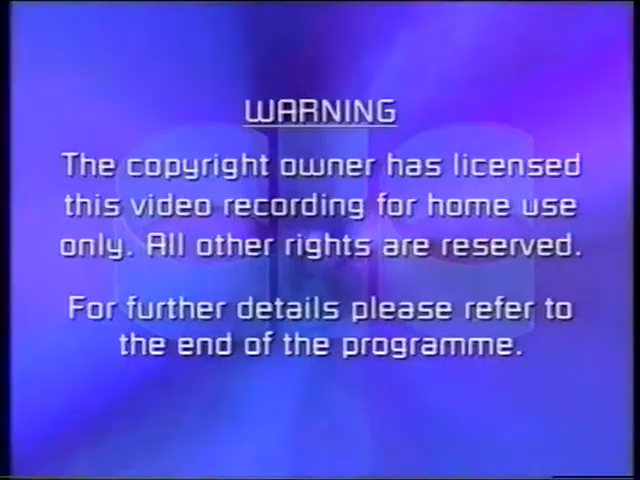 WARNING
The copyright owner has licensed
this video recording for home use
only. All other rights are reserved.
For further details please refer to
the end of the programme.